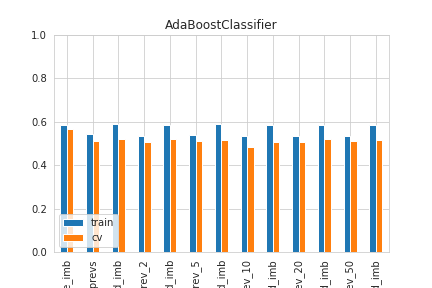 AdaBoostClassifier
1.0
0.8
0.6
0.4
0.2
0.0
train
cv
e_imb
prevs
d_imb
rev_2
d_imb
rev_5
d_imb
ev_10
d_imb
ev_20
d_imb
ev_50
d_imb